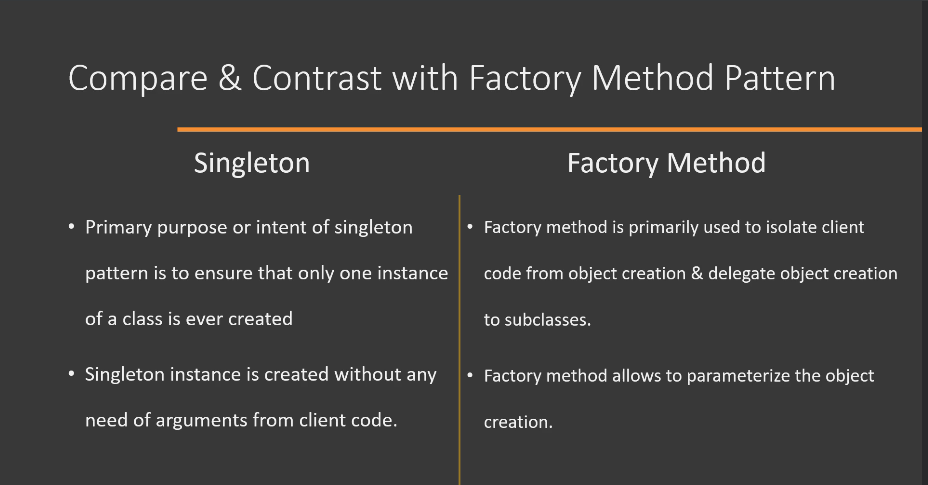 Compare & Contrast with Factory Method Pattern
Singleton
• Primary purpose or intent of singleton
pattern is to ensure that only one instance
of a class is ever created
• Singleton instance is created without any
need of arguments from client code.
Factory Method
• Factory method is primarily used to isolate client
code from object creation & delegate object creation
to subclasses.
• Factory method allows to parameterize the object
creation.